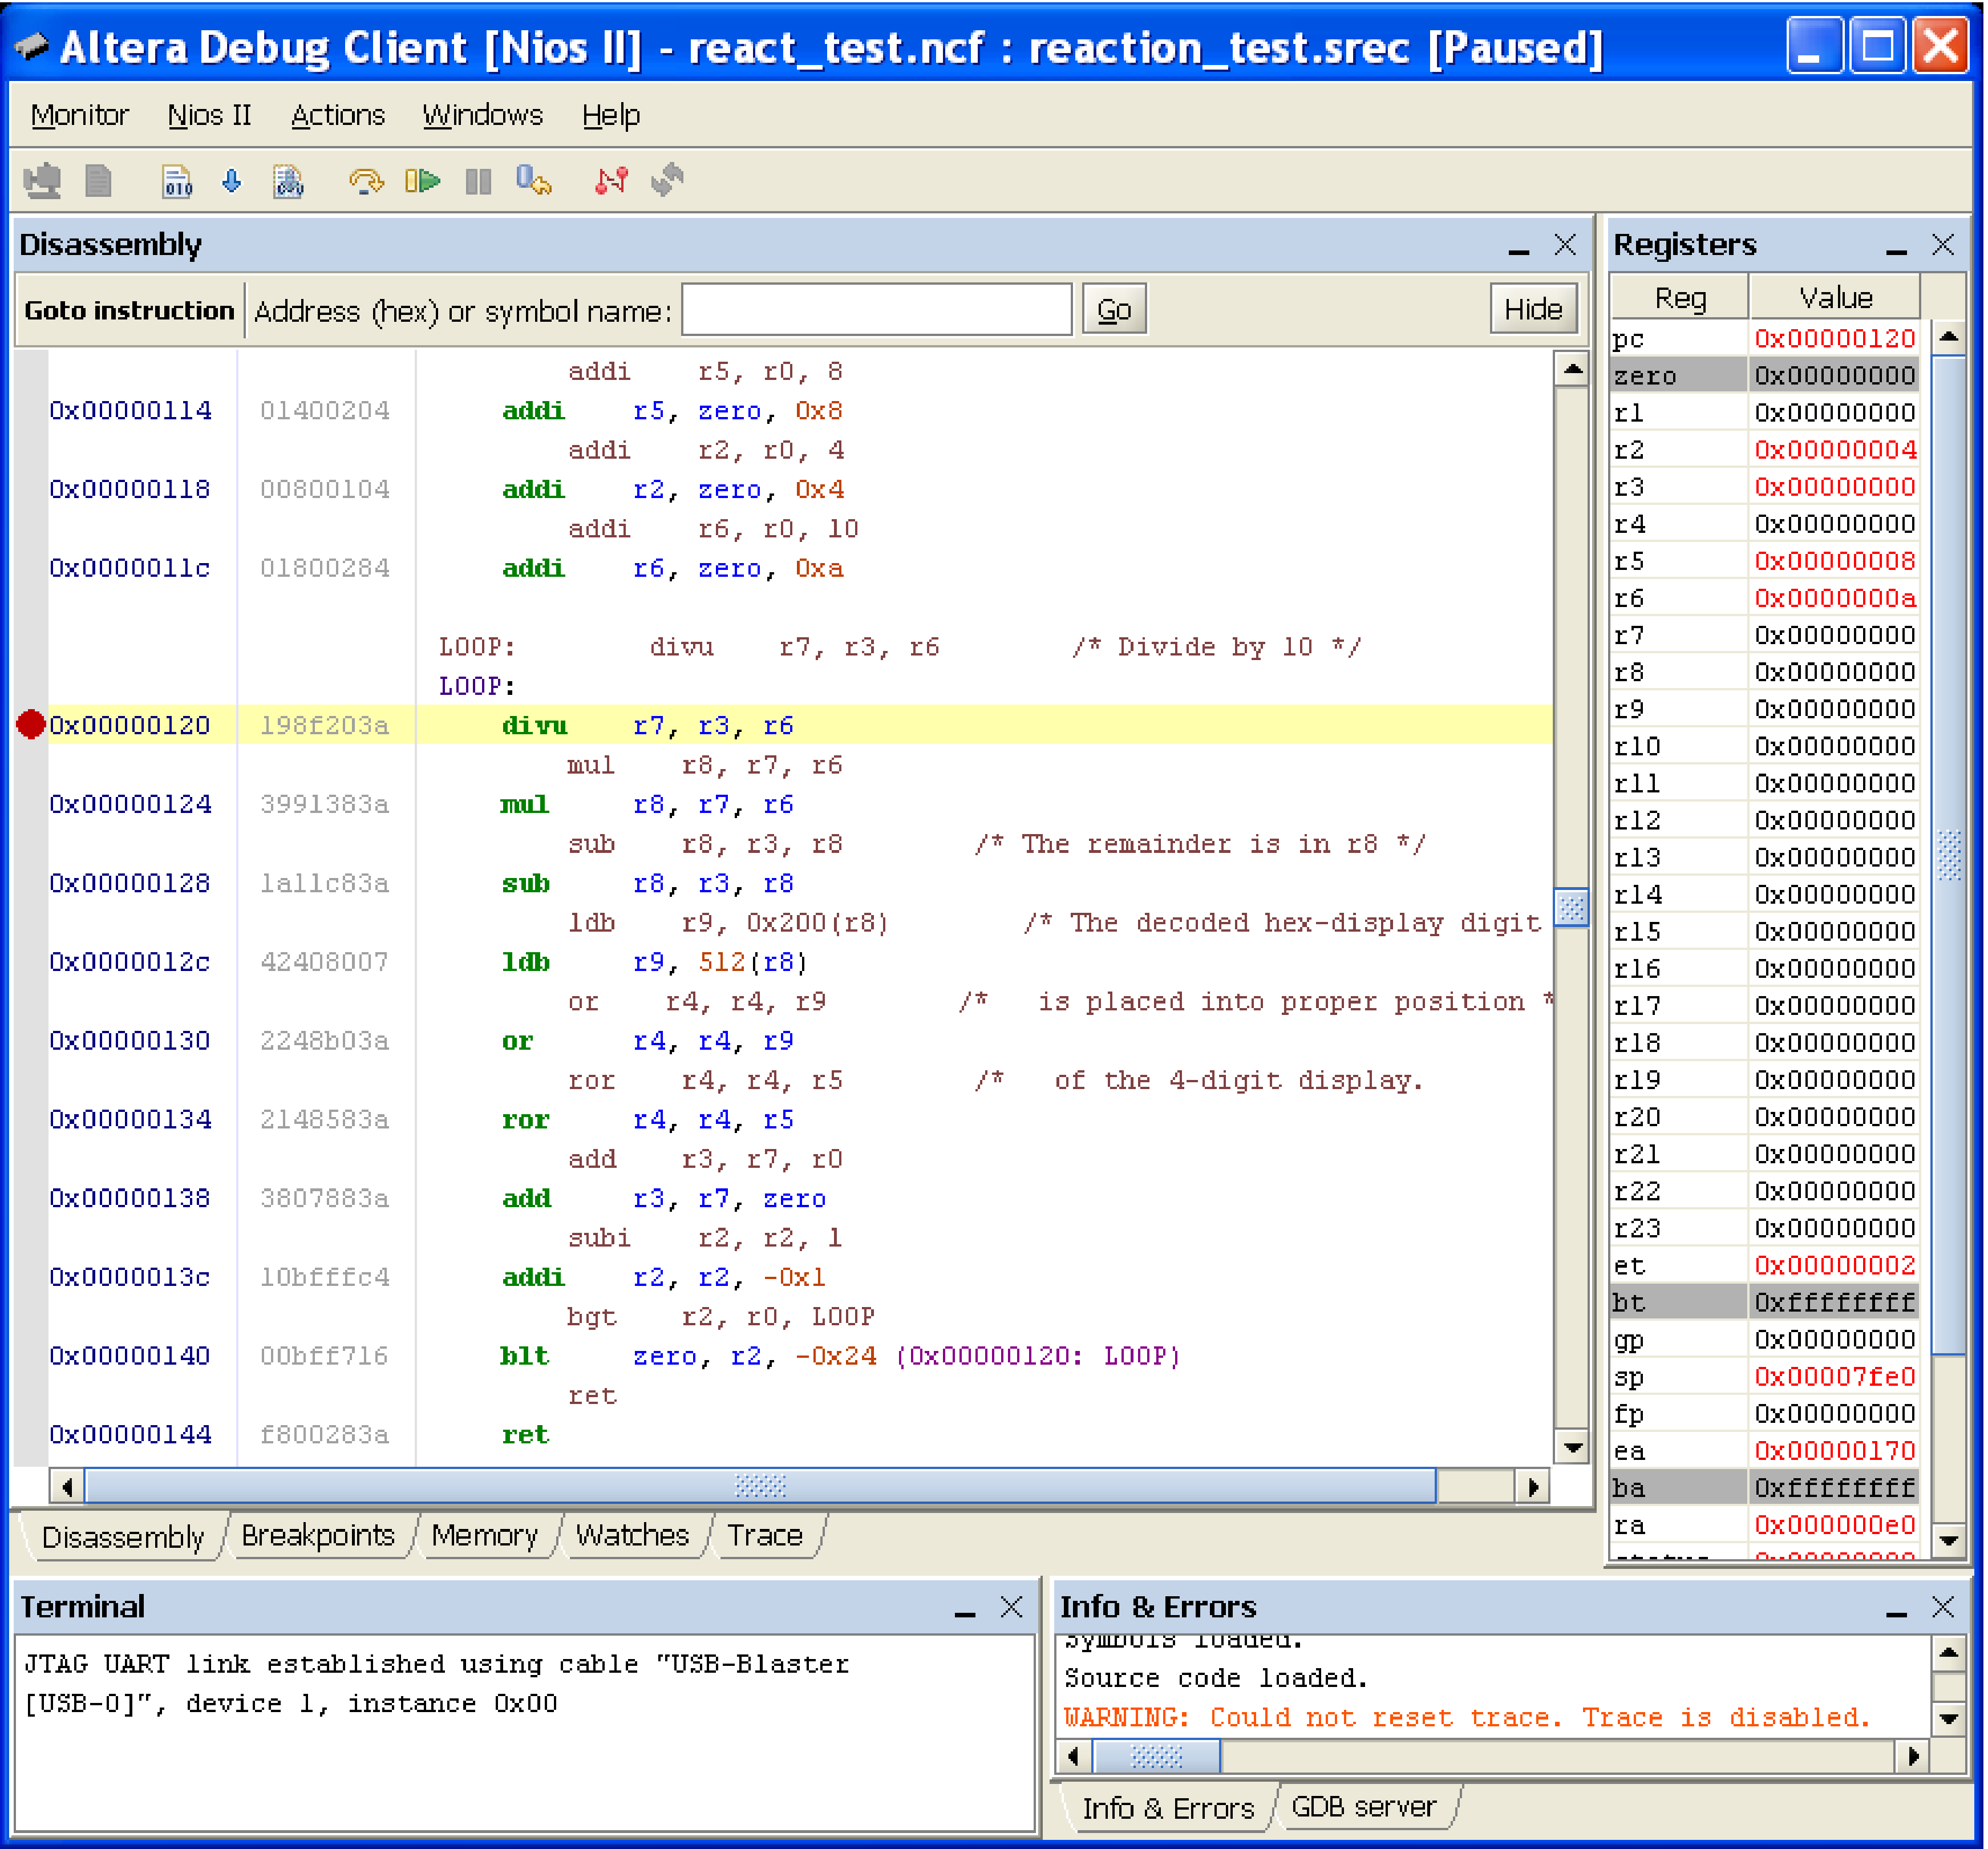 Altera Debug Client [Nios II] - react_test.ncf : reaction_test.srec [Paused]
Monitor Nios II Actions Windows Help
Disassembly
Goto instruction Address (hex) or symbol name: Go Hide
addi r5, r0, 8
0x00000114 01400204 addi r5, zero, 0x8
addi r2, r0, 4
0x00000118 00800104 addi r2, zero, 0x4
addi r6, r0, 10
0x0000011c 01800284 addi r6, zero, 0xa
LOOP: divu r7, r3, r6 /* Divide by 10 */
LOOP:
0x00000120 198f203a divu r7, r3, r6
mul r8, r7, r6
0x00000124 3991383a mul r8, r7, r6
sub r8, r3, r8 /* The remainder is in r8 */
0x00000128 1a11c83a sub r8, r3, r8
ldb r9, 0x200(r8) /* The decoded hex-display digit
0x0000012c 42408007 ldb r9, 512(r8)
or r4, r4, r9 /* is placed into proper position *
0x00000130 2248b03a or r4, r4, r9
ror r4, r4, r5 /* of the 4-digit display.
0x00000134 2148583a ror r4, r4, r5
add r3, r7, r0
0x00000138 3807883a add r3, r7, zero
subi r2, r2, 1
0x0000013c 10bfffc4 addi r2, r2, -0x1
bgt r2, r0, LOOP
0x00000140 00bff716 blt zero, r2, -0x24 (0x00000120: LOOP)
ret
0x00000144 f800283a ret
Disassembly Breakpoints Memory Watches Trace
Registers
Reg Value
pc 0x00000120
zero 0x00000000
r1 0x00000000
r2 0x00000004
r3 0x00000000
r4 0x00000000
r5 0x00000008
r6 0x0000000a
r7 0x00000000
r8 0x00000000
r9 0x00000000
r10 0x00000000
r11 0x00000000
r12 0x00000000
r13 0x00000000
r14 0x00000000
r15 0x00000000
r16 0x00000000
r17 0x00000000
r18 0x00000000
r19 0x00000000
r20 0x00000000
r21 0x00000000
r22 0x00000000
r23 0x00000000
et 0x00000002
bt 0xffffffff
gp 0x00000000
sp 0x00007fe0
fp 0x00000000
ea 0x00000170
ba 0xffffffff
ra 0x000000e0
Terminal
JTAG UART link established using cable "USB-Blaster
[USB-0]", device 1, instance 0x00
Info & Errors
Symbols loaded.
Source code loaded.
WARNING: Could not reset trace. Trace is disabled.
Info & Errors GDB server